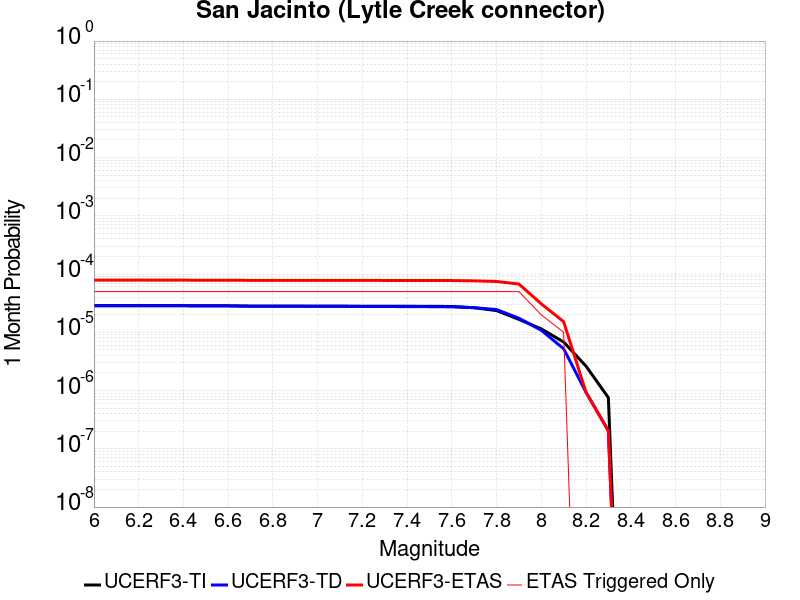 San Jacinto (Lytle Creek connector)
10^0
10^-1
10^-2
10^-3
10^-4
10^-5
10^-6
10^-7
10^-8
1 Month Probability
6 6.2 6.4 6.6 6.8 7 7.2 7.4 7.6 7.8 8 8.2 8.4 8.6 8.8 9
Magnitude
UCERF3-TI UCERF3-TD UCERF3-ETAS ETAS Triggered Only